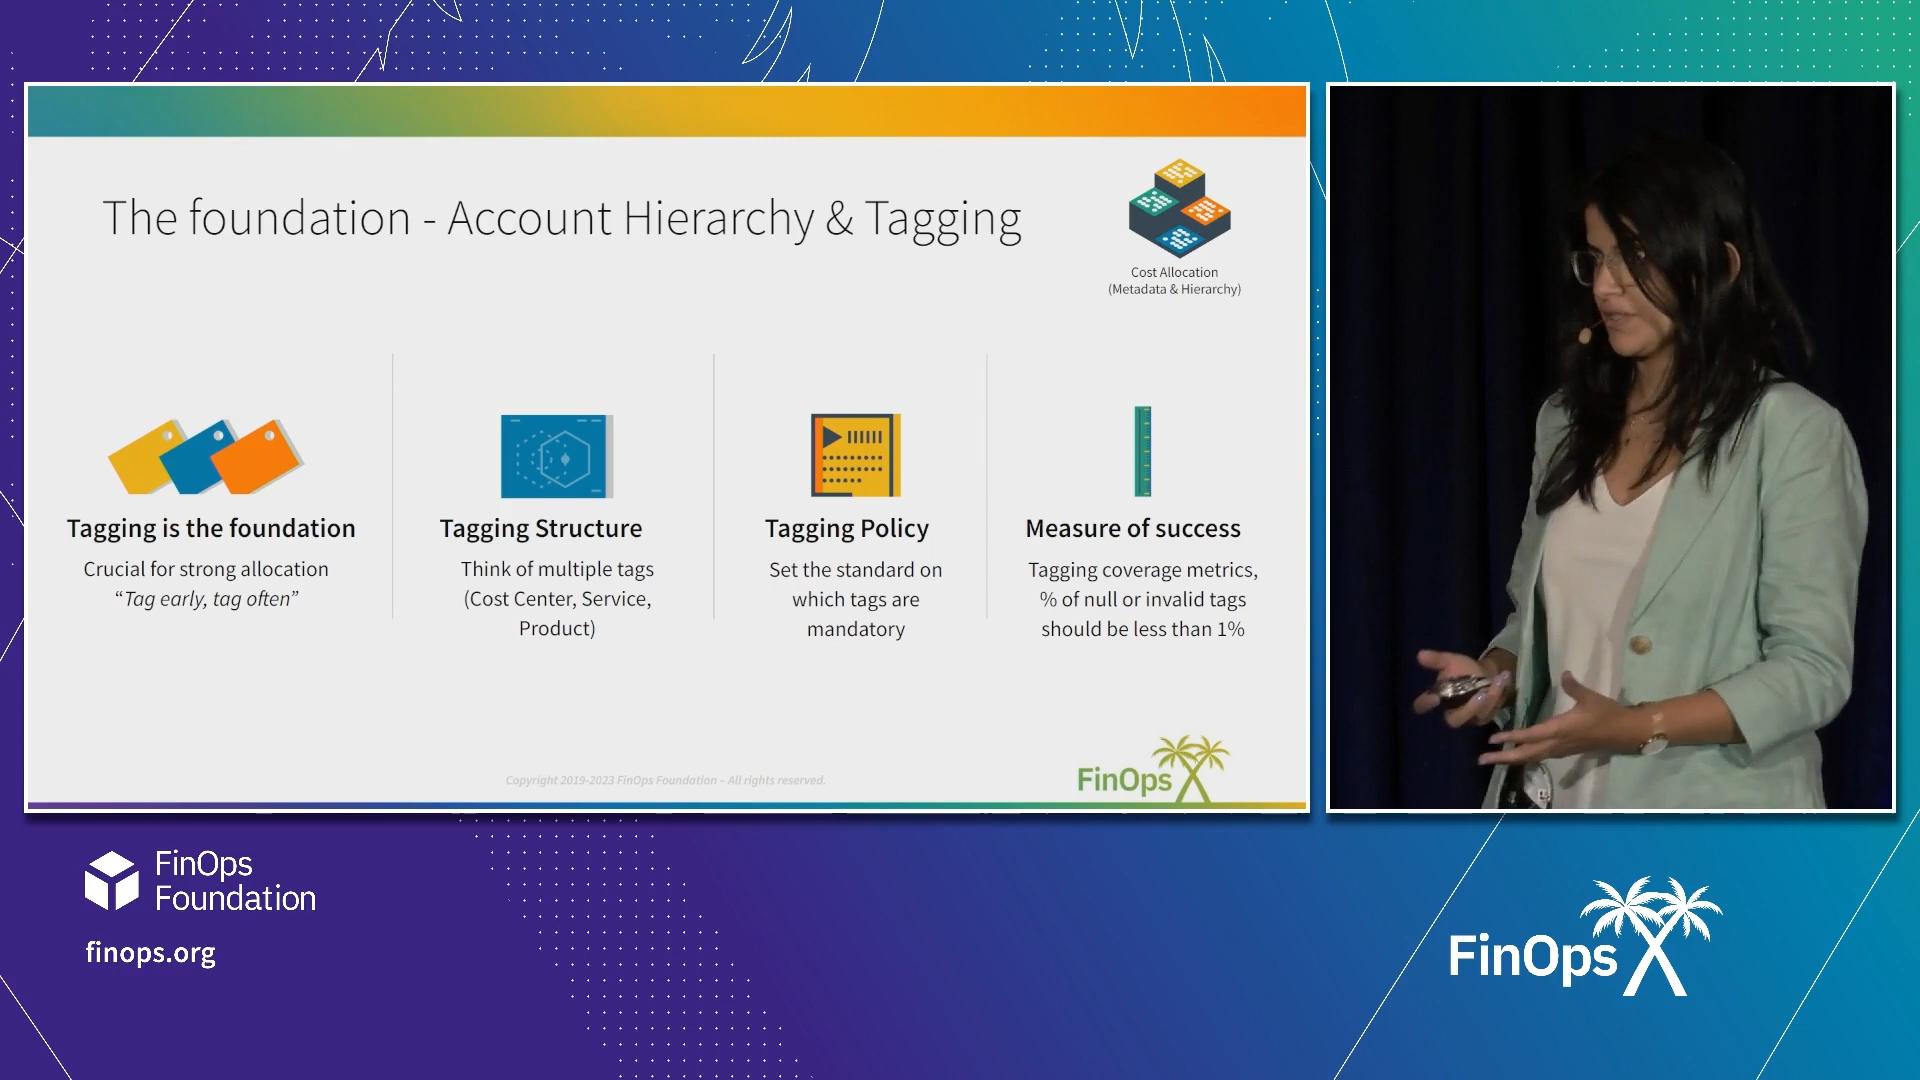 The foundation - Account Hierarchy & Tagging
Cost Allocation
(Metadata & Hierarchy)
Tagging is the foundation
Crucial for strong allocation
“Tag early, tag often”
Tagging Structure
Think of multiple tags
(Cost Center, Service,
Product)
Tagging Policy
Set the standard on
which tags are
mandatory
Measure of success
Tagging coverage metrics,
% of null or invalid tags
should be less than 1%
Copyright 2019-2023 FinOps Foundation – All rights reserved.
FinOps X
FinOps
Foundation
finops.org
FinOps X